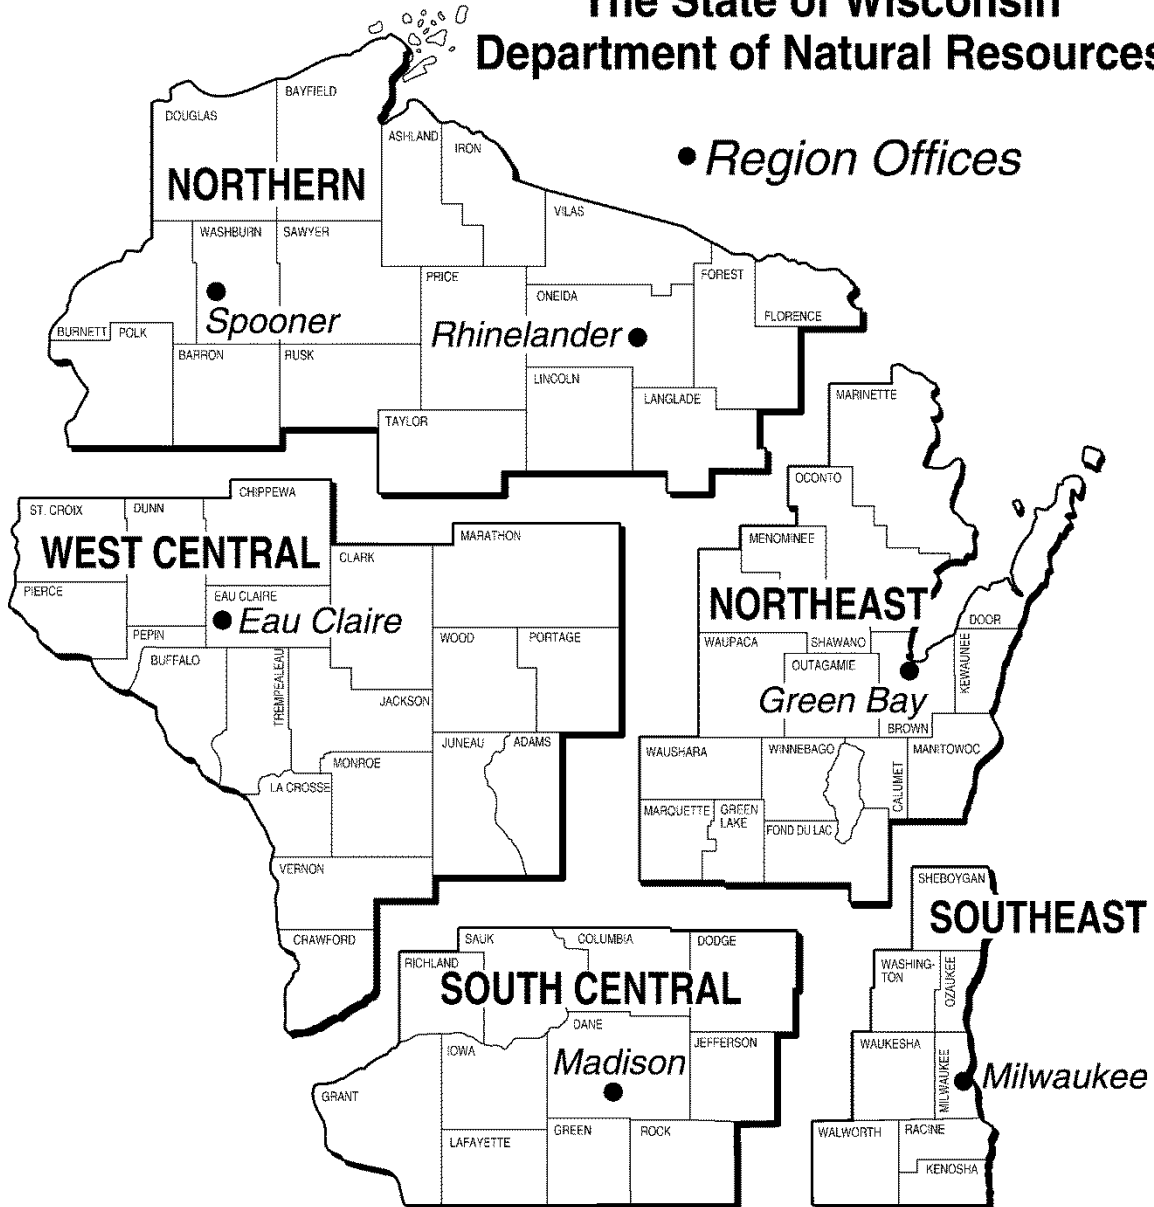 The State of Wisconsin
Department of Natural Resources
Region Offices
BAYFIELD
DOUGLAS
ASHLAND
IRON
NORTHERN
VILAS
WASHBURN
SAWYER
PRICE
FOREST
ONEIDA
Spooner
FLORENCE
BURNETT
POLK
Rhinelander
BARRON
RUSK
LINCOLN
LANGLADE
TAYLOR
MARINETTE
OCONTO
CHIPPEWA
ST. CROIX
DUNN
MARATHON
MENOMINEE
WEST CENTRAL
CLARK
PIERCE
EAU CLAIRE
NORTHEAST
Eau Claire
DOOR
PEPIN
WOOD
PORTAGE
WAUPACA
SHAWANO
BUFFALO
OUTAGAMIE
KEWAUNEE
TREMPEALEAU
JACKSON
Green Bay
BROWN
JUNEAU
ADAMS
WAUSHARA
WINNEBAGO
MANITOWOC
MONROE
LA CROSSE
CALUMET
MARQUETTE
GREEN
LAKE
FOND DU LAC
VERNON
SHEBOYGAN
SOUTHEAST
CRAWFORD
SAUK
COLUMBIA
DODGE
RICHLAND
WASHING-
TON
OZAUKEE
SOUTH CENTRAL
DANE
IOWA
JEFFERSON
WAUKESHA
Madison
MILWAUKEE
Milwaukee
GRANT
LAFAYETTE
GREEN
ROCK
WALWORTH
RACINE
KENOSHA